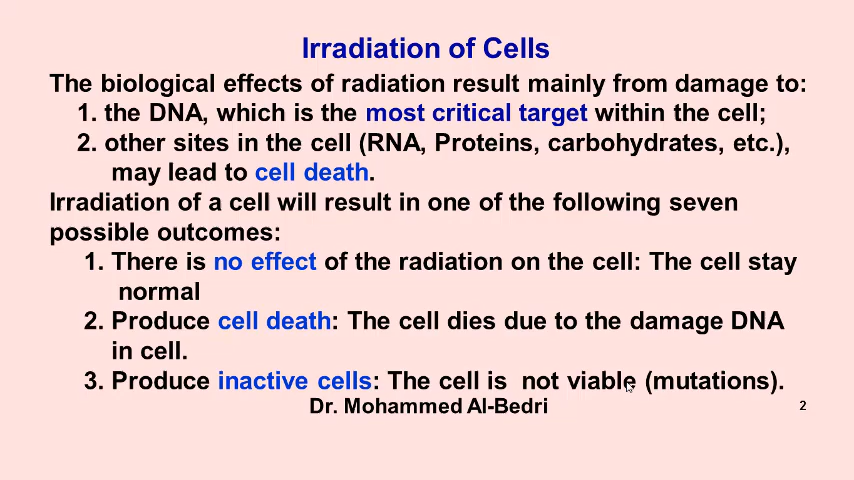 Irradiation of Cells
The biological effects of radiation result mainly from damage to:
1. the DNA, which is the most critical target within the cell;
2. other sites in the cell (RNA, Proteins, carbohydrates, etc.),
may lead to cell death.
Irradiation of a cell will result in one of the following seven
possible outcomes:
1. There is no effect of the radiation on the cell: The cell stay
normal
2. Produce cell death: The cell dies due to the damage DNA
in cell.
3. Produce inactive cells: The cell is not viable (mutations).
Dr. Mohammed Al-Bedri
2